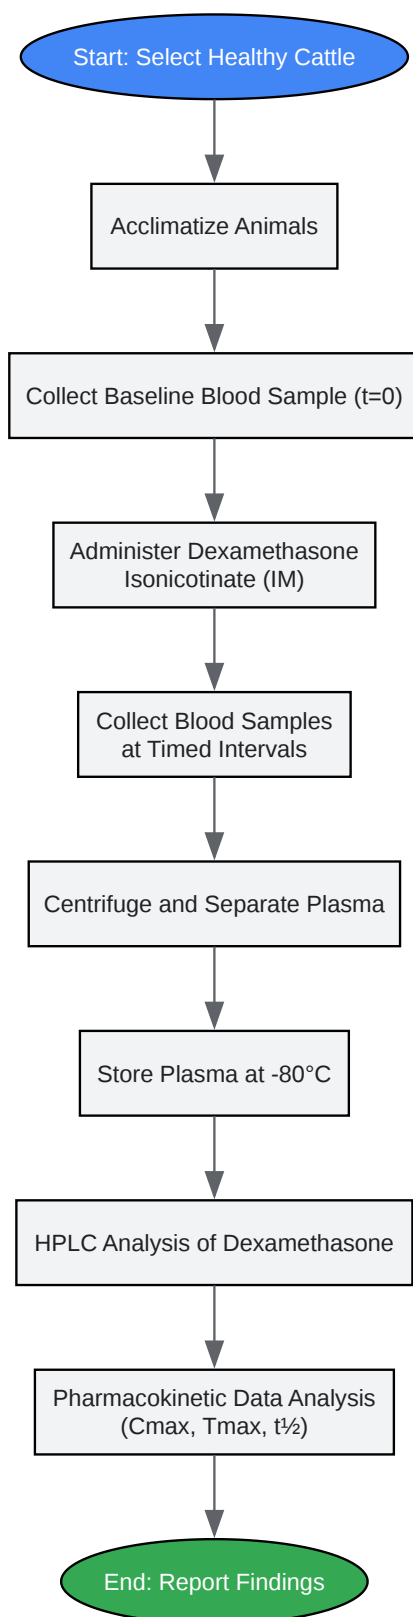 Start: Select Healthy Cattle
Acclimatize Animals
Collect Baseline Blood Sample (t=0)
Administer Dexamethasone
Isonicotinate (IM)
Collect Blood Samples
at Timed Intervals
Centrifuge and Separate Plasma
Store Plasma at -80°C
HPLC Analysis of Dexamethasone
Pharmacokinetic Data Analysis
(Cmax, Tmax, t½)
End: Report Findings